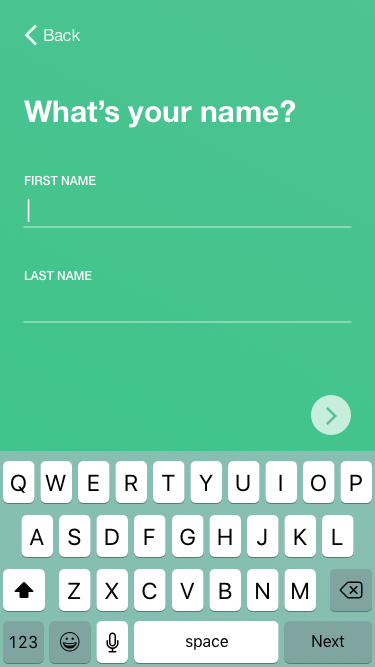 Back
What's your name?
FIRST NAME
LAST NAME
Q W E R T Y U I O P
A S D F G H J K L
Z X C V B N M
123 space Next